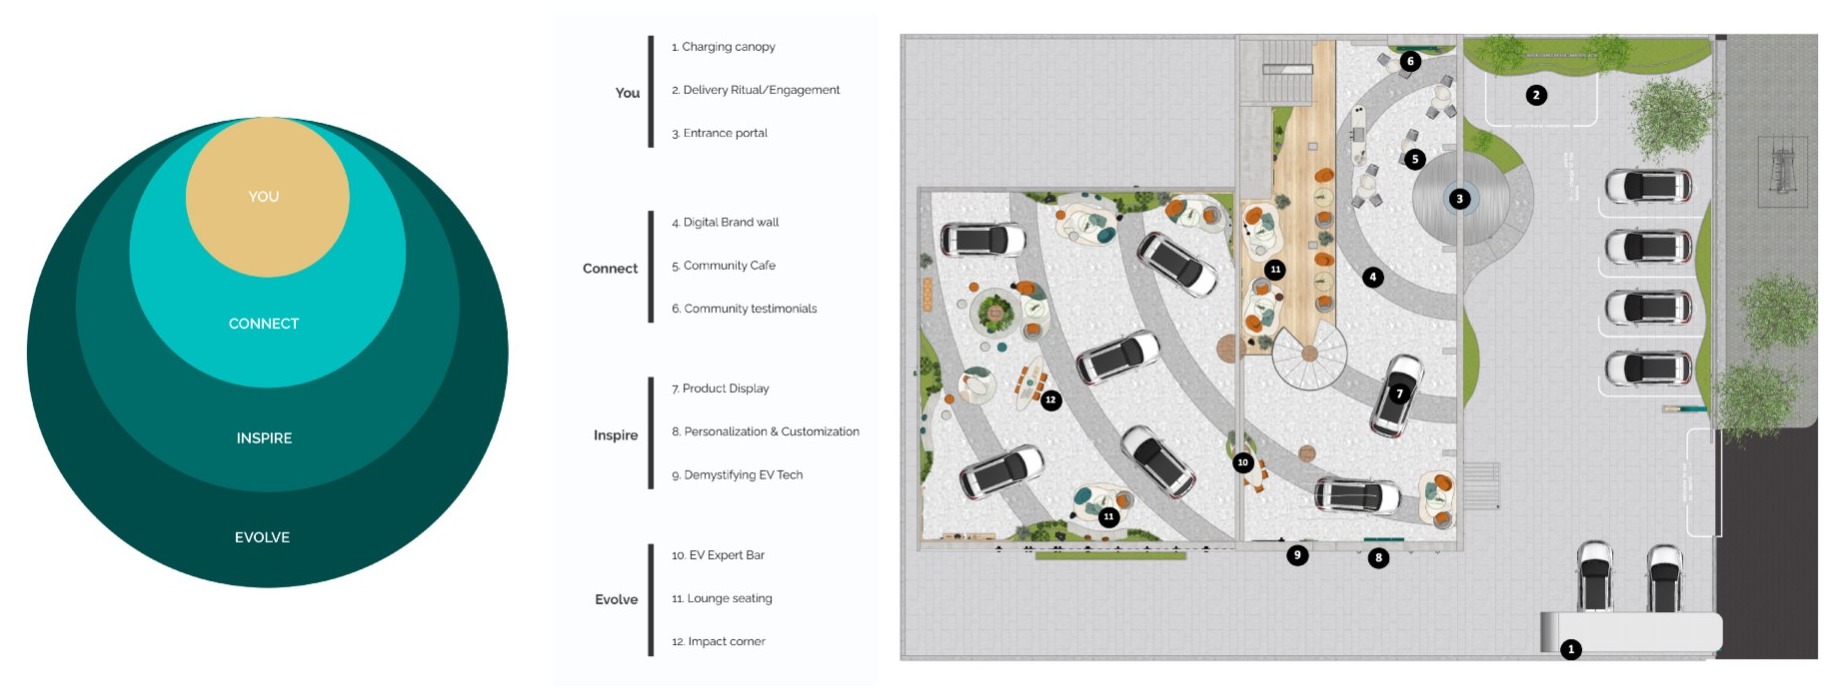 YOU
CONNECT
INSPIRE
EVOLVE
You
1. Charging canopy
2. Delivery Ritual/Engagement
3. Entrance portal
Connect
4. Digital Brand wall
5. Community Cafe
6. Community testimonials
Inspire
7. Product Display
8. Personalization & Customization
9. Demystifying EV Tech
Evolve
10. EV Expert Bar
11. Lounge seating
12. Impact corner
6
2
5
3
11
4
7
12
10
11
9
8
1